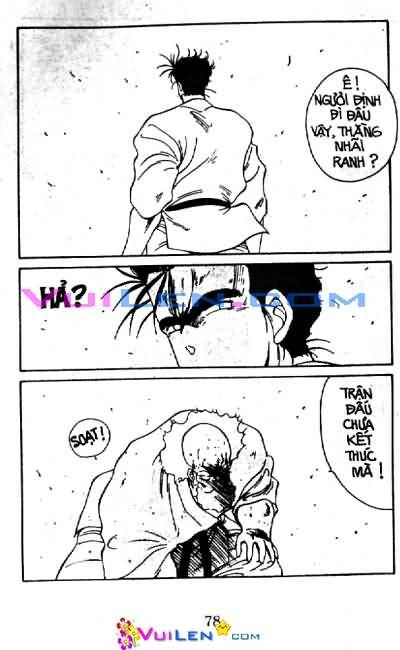 Ê!
NGƯƠI ĐỊNH
ĐI ĐÂU
VẬY, THẰNG
NHÃI
RANH?
HẢ?
VUILEN.COM
TRẬN
ĐẤU
CHƯA
KẾT
THÚC
MÀ!
SOẠT!
78
VUILEN.COM